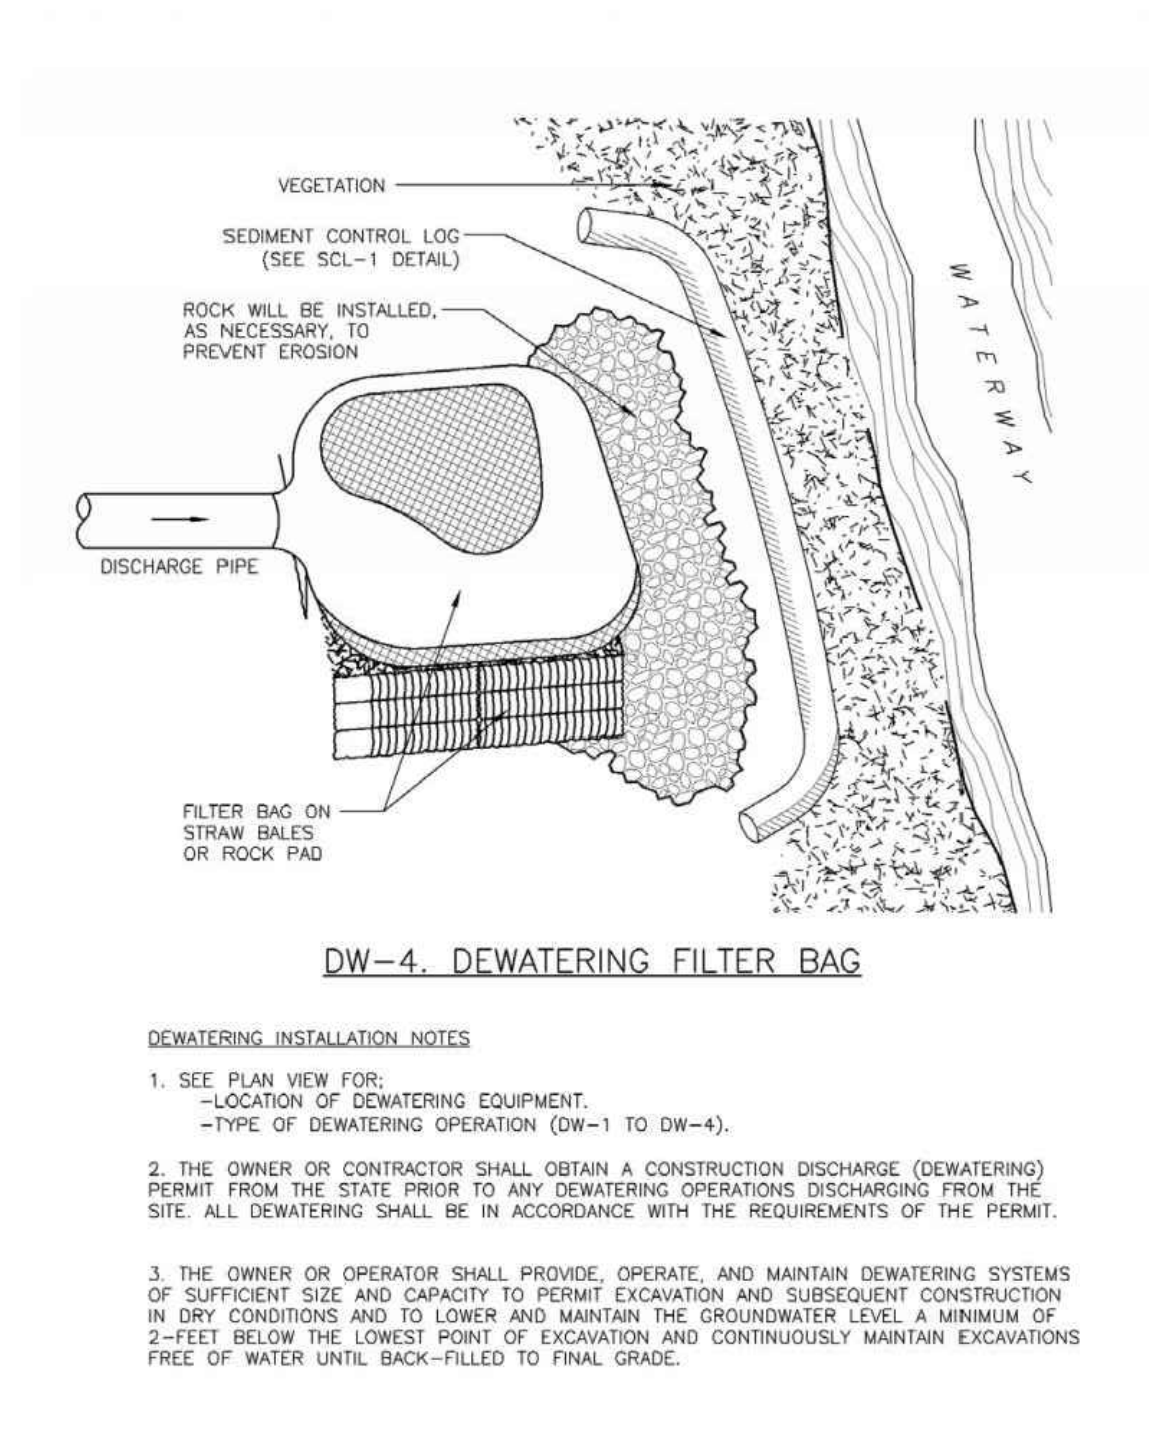 VEGETATION
SEDIMENT CONTROL LOG
(SEE SCL-1 DETAIL)
ROCK WILL BE INSTALLED,
AS NECESSARY, TO
PREVENT EROSION
WATERWAY
DISCHARGE PIPE
FILTER BAG ON
STRAW BALES
OR ROCK PAD
DW-4. DEWATERING FILTER BAG
DEWATERING INSTALLATION NOTES
1. SEE PLAN VIEW FOR;
-LOCATION OF DEWATERING EQUIPMENT.
-TYPE OF DEWATERING OPERATION (DW-1 TO DW-4).
2. THE OWNER OR CONTRACTOR SHALL OBTAIN A CONSTRUCTION DISCHARGE (DEWATERING)
PERMIT FROM THE STATE PRIOR TO ANY DEWATERING OPERATIONS DISCHARGING FROM THE
SITE. ALL DEWATERING SHALL BE IN ACCORDANCE WITH THE REQUIREMENTS OF THE PERMIT.
3. THE OWNER OR OPERATOR SHALL PROVIDE, OPERATE, AND MAINTAIN DEWATERING SYSTEMS
OF SUFFICIENT SIZE AND CAPACITY TO PERMIT EXCAVATION AND SUBSEQUENT CONSTRUCTION
IN DRY CONDITIONS AND TO LOWER AND MAINTAIN THE GROUNDWATER LEVEL A MINIMUM OF
2-FEET BELOW THE LOWEST POINT OF EXCAVATION AND CONTINUOUSLY MAINTAIN EXCAVATIONS
FREE OF WATER UNTIL BACK-FILLED TO FINAL GRADE.